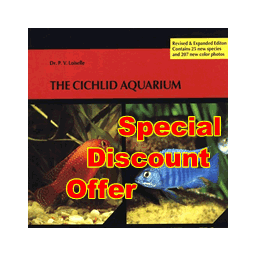 Revised & Expanded Edition
Contains 25 new species
and 207 new color photos
Dr. P. V. Loiselle
THE CICHLID AQUARIUM
Special
Discount
Offer